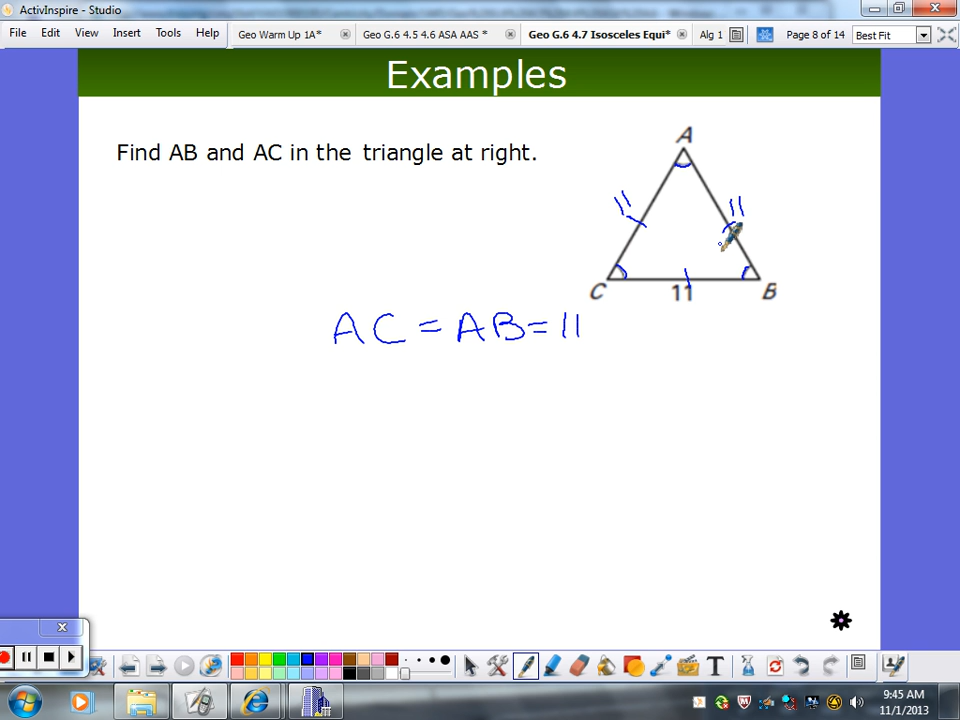 ActivInspire - Studio
File Edit View Insert Tools Help
Geo Warm Up 1A* Geo G.6 4.5 4.6 ASA AAS * Geo G.6 4.7 Isosceles Equi* Alg 1 Page 8 of 14 Best Fit
Examples
Find AB and AC in the triangle at right.
A
11 11
C 11 B
AC = AB = 11
T
9:45 AM
11/1/2013